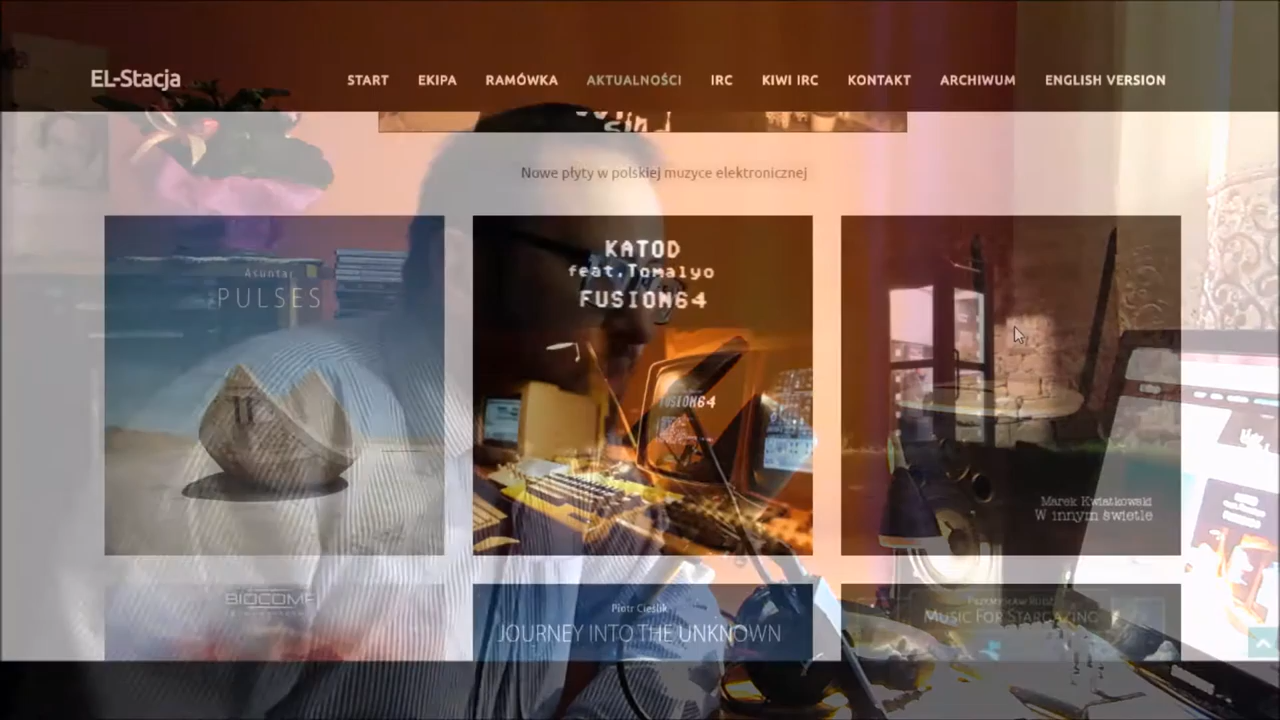 EL-Stacja
START EKIPA RAMÓWKA AKTUALNOŚCI IRC KIWI IRC KONTAKT ARCHIWUM ENGLISH VERSION
Nowe płyty w polskiej muzyce elektronicznej
Asuntar
PULSES
KATOD
feat.Tomalyo
FUSION64
FUSION64
Marek Kwiatkowski
W innym świetle
BIOCOMP
Piotr Cieślik
JOURNEY INTO THE UNKNOWN
MUSIC FOR STARGAZING